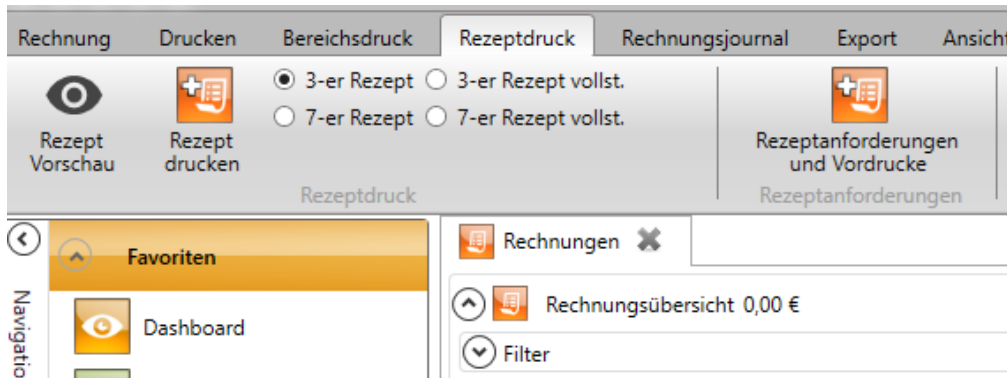 Rechnung Drucken Bereichsdruck Rezeptdruck Rechnungsjournal Export Ansicht
3-er Rezept 3-er Rezept vollst.
7-er Rezept 7-er Rezept vollst.
Rezept Vorschau
Rezept drucken
Rezeptanforderungen
und Vordrucke
Rezeptdruck Rezeptanforderungen
Rechnungen
Favoriten
Rechnungsübersicht 0,00 €
Dashboard
Filter